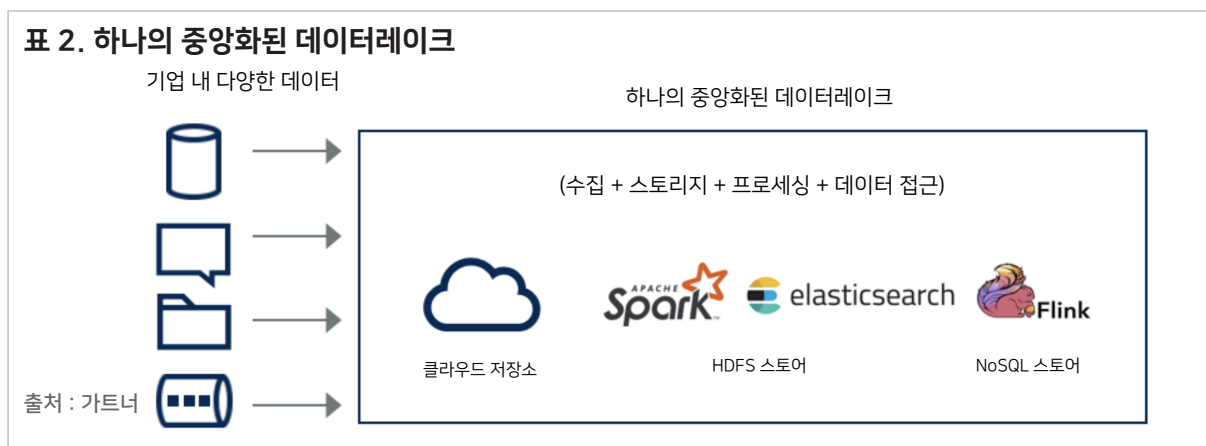 표 2. 하나의 중앙화된 데이터레이크
기업 내 다양한 데이터
하나의 중앙화된 데이터레이크
(수집 + 스토리지 + 프로세싱 + 데이터 접근)
APACHE
Spark™
elasticsearch
Flink
클라우드 저장소
HDFS 스토어
NoSQL 스토어
출처 : 가트너